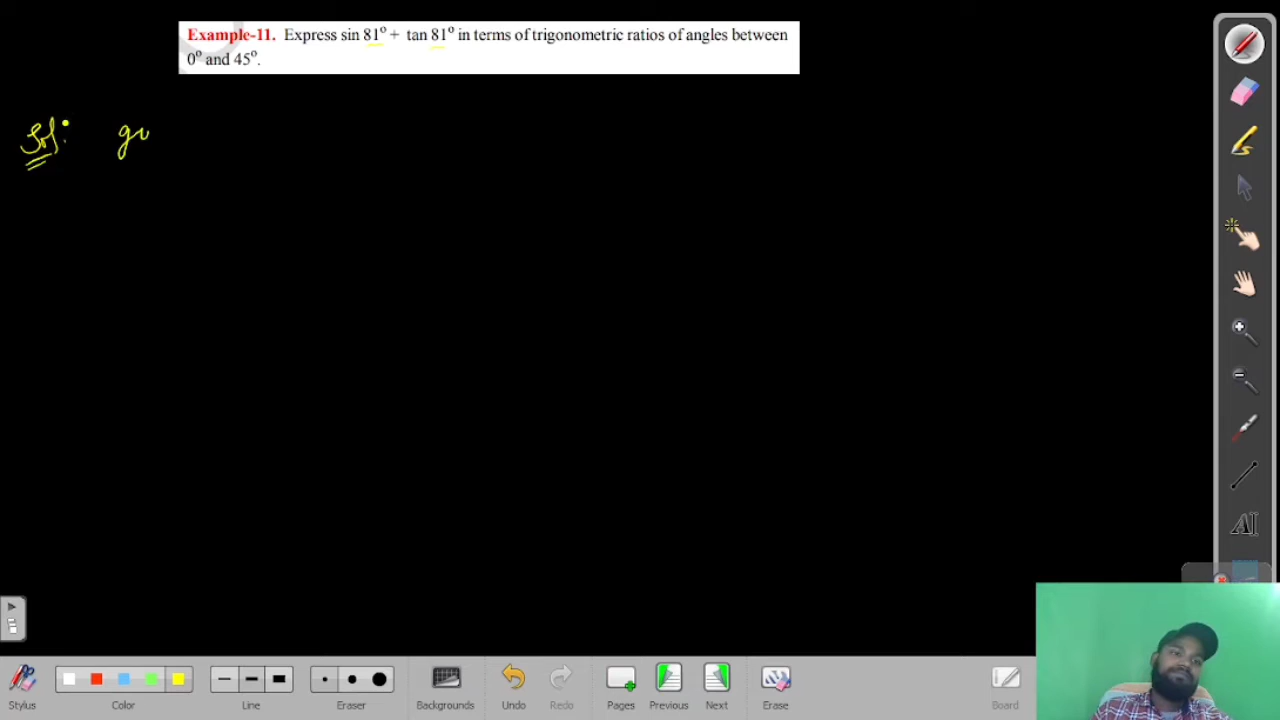 Example-11. Express sin 81° + tan 81° in terms of trigonometric ratios of angles between
0° and 45°.
Sol: gi
Stylus
Color
Line
Eraser
Backgrounds
Undo
Redo
Pages
Previous
Next
Erase
Board